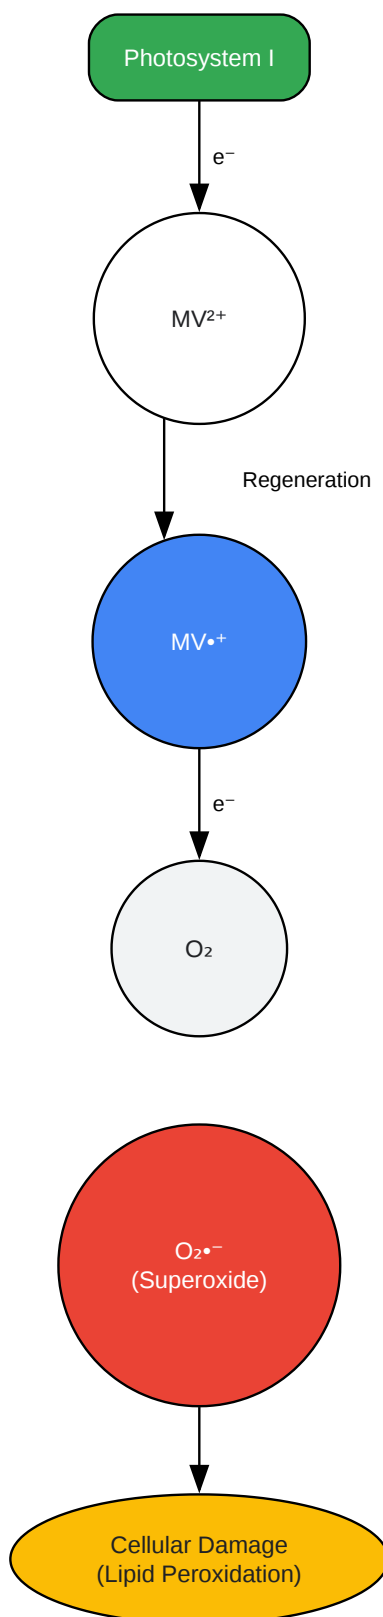 Photosystem I
e⁻
MV²⁺
Regeneration
MV•⁺
e⁻
O₂
O₂•⁻
(Superoxide)
Cellular Damage
(Lipid Peroxidation)